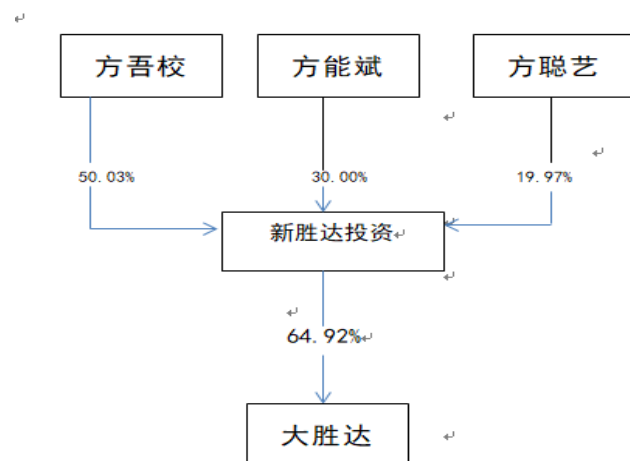 方吾校
方能斌
方聪艺
50.03%
30.00%
19.97%
新胜达投资
64.92%
大胜达